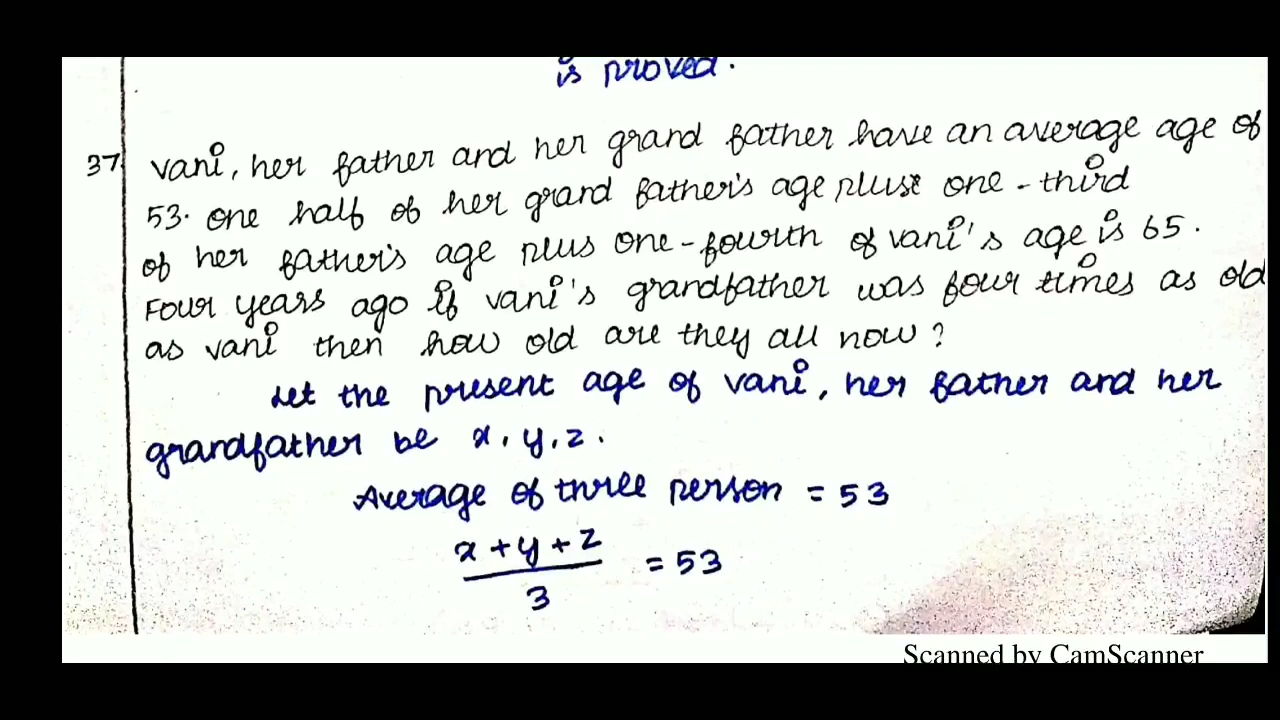 is proved.
37 Vani, her father and her grand father have an average age of
53. One half of her grand father's age pluse one-third
of her father's age plus one-fourth of vani's age is 65.
Four years ago if vani's grandfather was four times as old
as vani then how old are they all now?
Let the present age of vani, her father and her
grandfather be x, y, z.
Average of three person = 53
x + y + z
= 53
3
Scanned by CamScanner